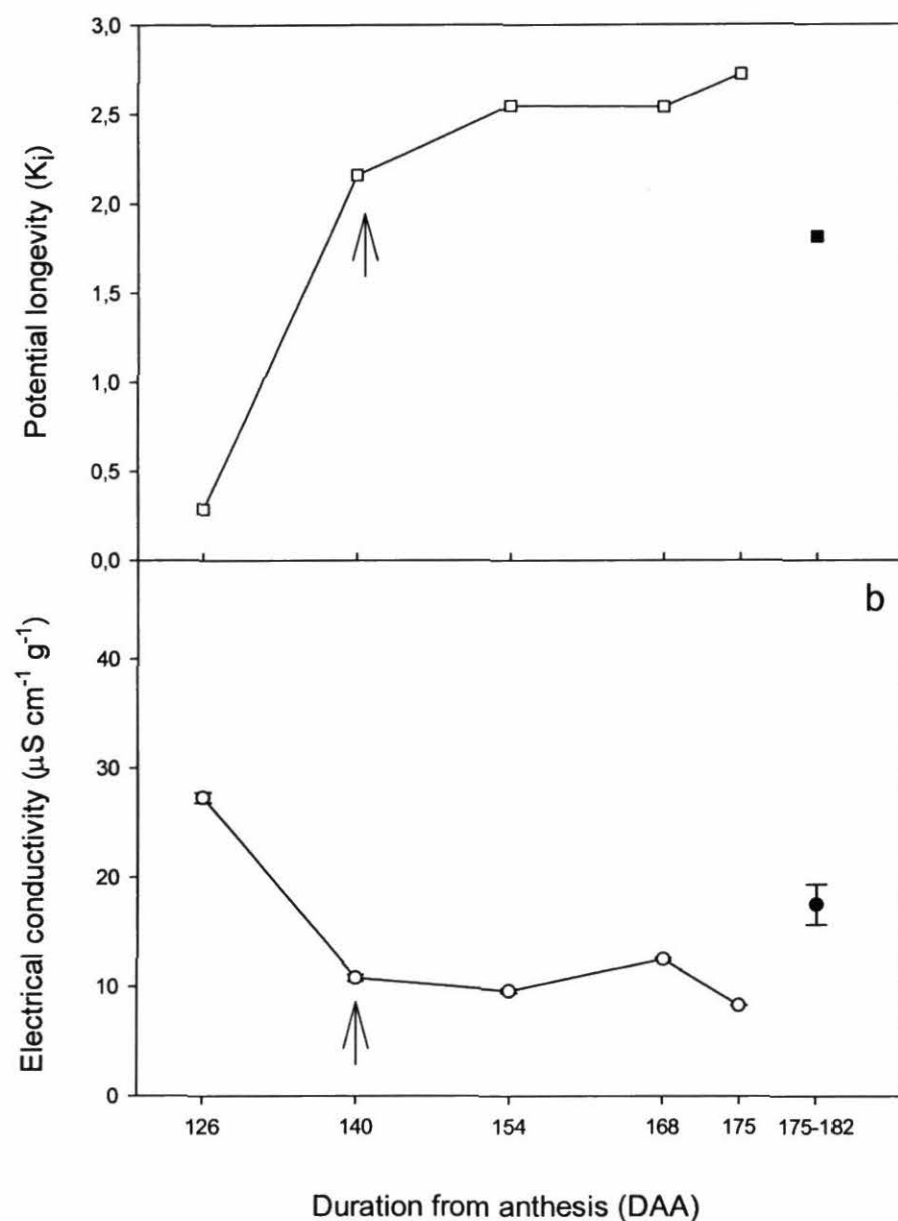 Potential longevity (Ki)
3,0
2,5
2,0
1,5
1,0
0,5
0,0
b
Electrical conductivity (µS cm-1 g-1)
40
30
20
10
0
126 140 154 168 175 175-182
Duration from anthesis (DAA)